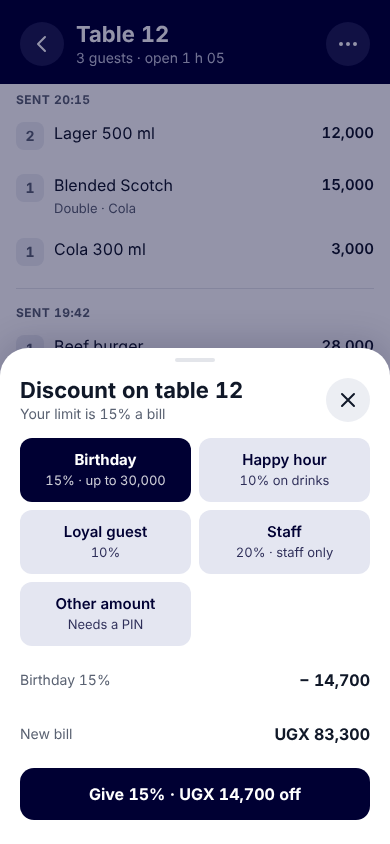 Table 12
3 guests · open 1 h 05
SENT 20:15
2 Lager 500 ml 12,000
1 Blended Scotch 15,000
Double · Cola
1 Cola 300 ml 3,000
SENT 19:42
1 Beef burger 28,000
Discount on table 12
Your limit is 15% a bill
Birthday
15% · up to 30,000
Happy hour
10% on drinks
Loyal guest
10%
Staff
20% · staff only
Other amount
Needs a PIN
Birthday 15% − 14,700
New bill UGX 83,300
Give 15% · UGX 14,700 off